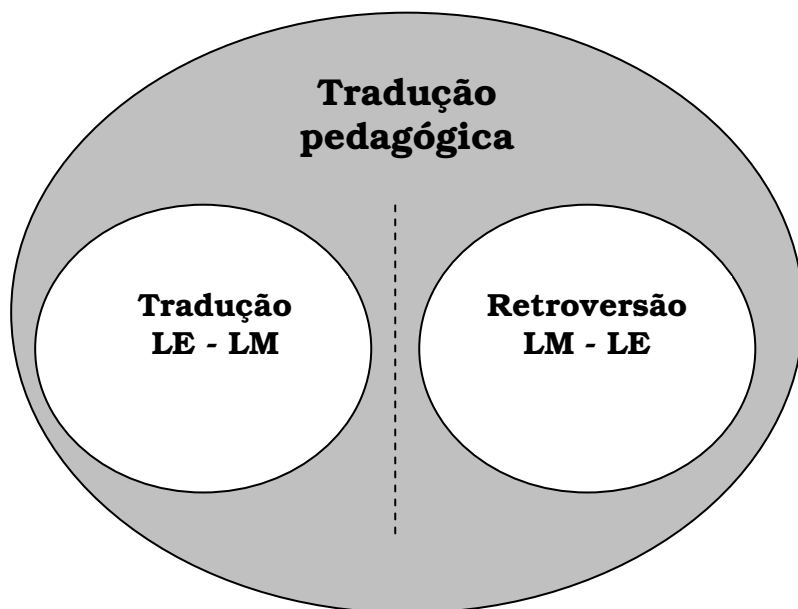 Tradução
pedagógica
Tradução
LE - LM
Retroversão
LM - LE